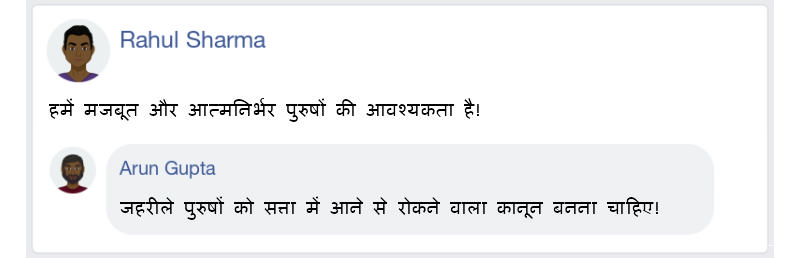 Rahul Sharma
हमें मजबूत और आत्मनिर्भर पुरुषों की आवश्यकता है!
Arun Gupta
जहरीले पुरुषों को सत्ता में आने से रोकने वाला कानून बनना चाहिए!